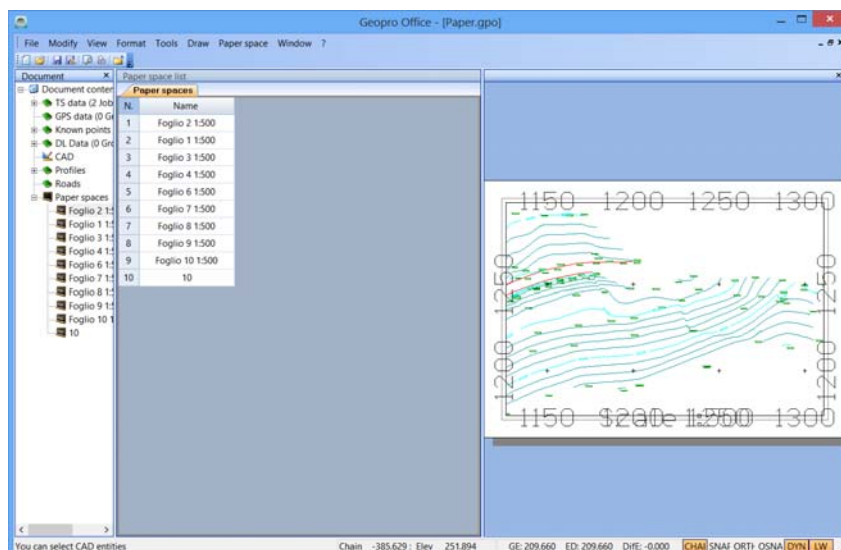 Geopro Office - [Paper.gpo]
File Modify View Format Tools Draw Paper space Window ?
Document
Paper space list
Document conter
TS data (2 Job
GPS data (0 Gr
Known points
DL Data (0 Gro
CAD
Profiles
Roads
Paper spaces
Foglio 2 1:5
Foglio 1 1:5
Foglio 3 1:5
Foglio 4 1:5
Foglio 6 1:5
Foglio 7 1:5
Foglio 8 1:5
Foglio 9 1:5
Foglio 10 1
10
Paper spaces
N. Name
1 Foglio 2 1:500
2 Foglio 1 1:500
3 Foglio 3 1:500
4 Foglio 4 1:500
5 Foglio 6 1:500
6 Foglio 7 1:500
7 Foglio 8 1:500
8 Foglio 9 1:500
9 Foglio 10 1:500
10 10
1150 1200 1250 1300
1250 1250
1200 1200
1150 1200 1250 1300
You can select CAD entities
Chain -385.629 : Elev 251.894
GE: 209.660 ED: 209.660 DifE: -0.000
CHAI SNAF ORTH OSNA DYN LW